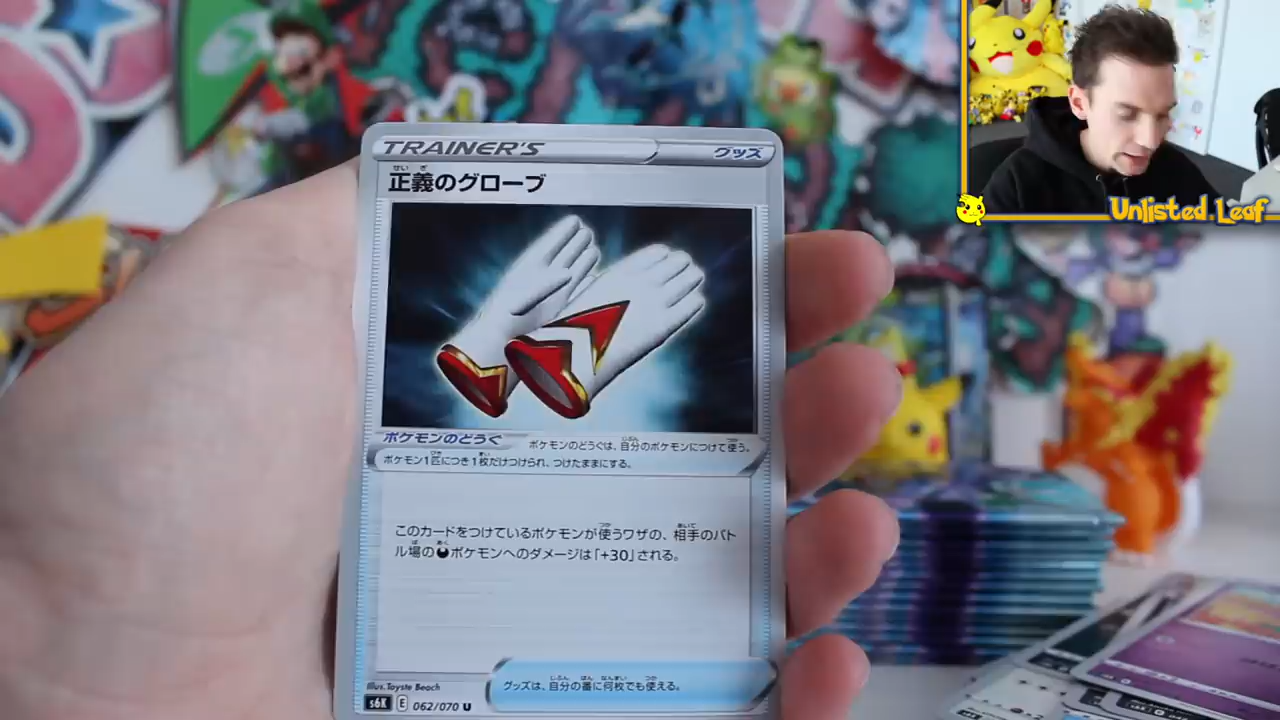 TRAINER'S
グッズ
せいぎ
正義のグローブ
ポケモンのどうぐ
ポケモンのどうぐは、自分のポケモンにつけて使う。
ポケモン1匹につき1枚だけつけられ、つけたままにする。
このカードをつけているポケモンが使うワザの、相手のバト
ル場のポケモンへのダメージは「+30」される。
グッズは、自分の番に何枚でも使える。
Illus.Tayste Beach
s6K E 062/070 U
Unlisted Leaf